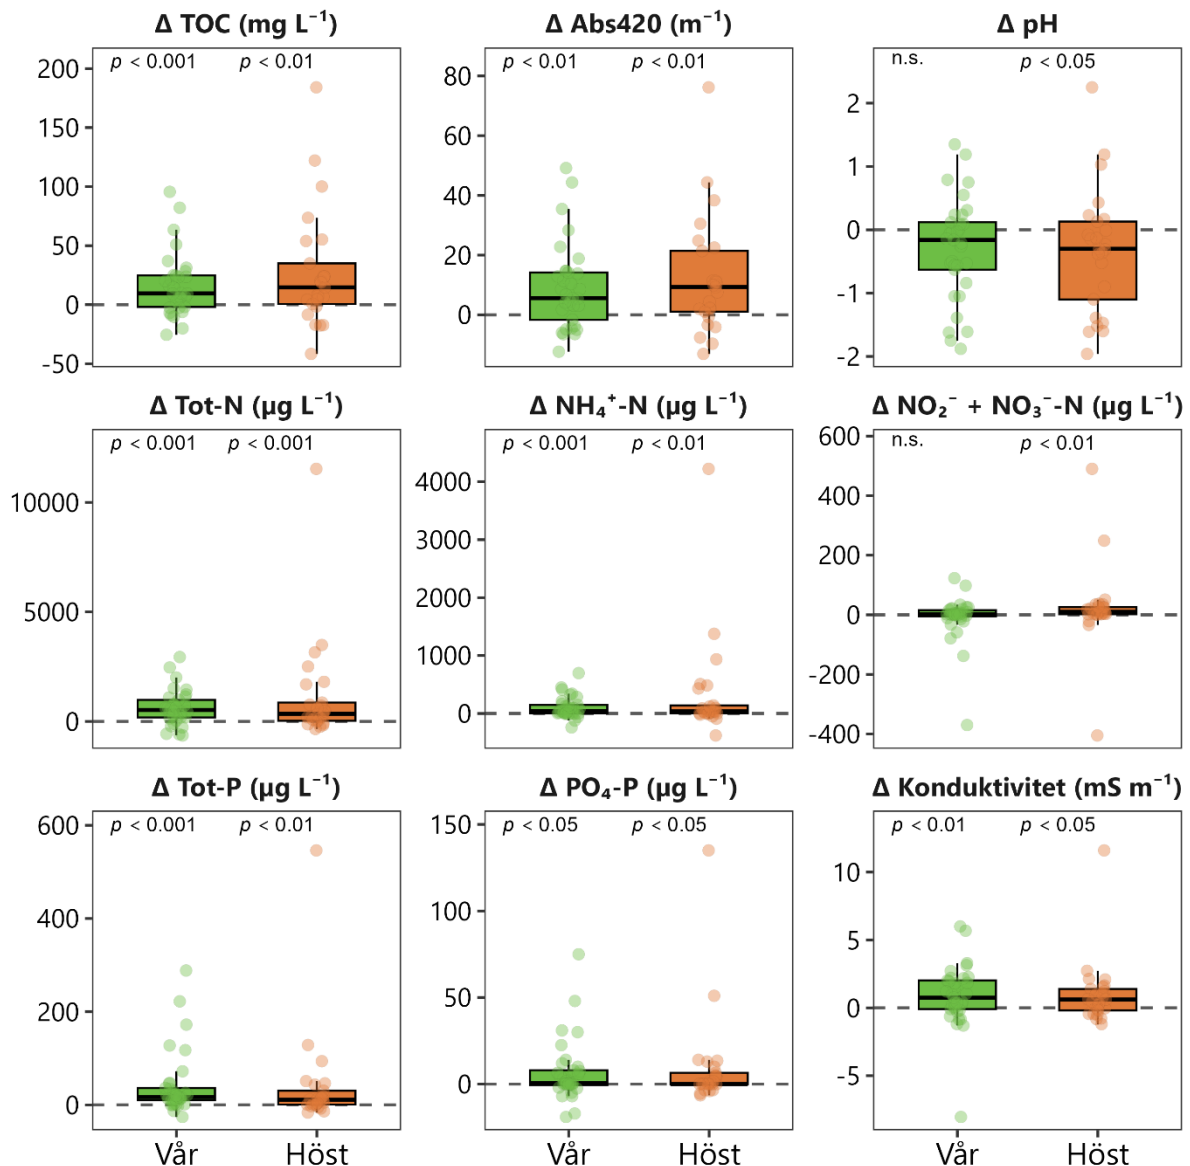 Δ TOC (mg L⁻¹)
Δ Abs420 (m⁻¹)
Δ pH
p < 0.001 p < 0.01
p < 0.01 p < 0.01
n.s. p < 0.05
200
150
100
50
0
-50
80
60
40
20
0
2
1
0
-1
-2
Δ Tot-N (µg L⁻¹)
Δ NH₄⁺-N (µg L⁻¹)
Δ NO₂⁻ + NO₃⁻-N (µg L⁻¹)
p < 0.001 p < 0.001
p < 0.001 p < 0.01
n.s. p < 0.01
10000
5000
0
4000
3000
2000
1000
0
600
400
200
0
-200
-400
Δ Tot-P (µg L⁻¹)
Δ PO₄-P (µg L⁻¹)
Δ Konduktivitet (mS m⁻¹)
p < 0.001 p < 0.01
p < 0.05 p < 0.05
p < 0.01 p < 0.05
600
400
200
0
150
100
50
0
10
5
0
-5
Vår Höst
Vår Höst
Vår Höst